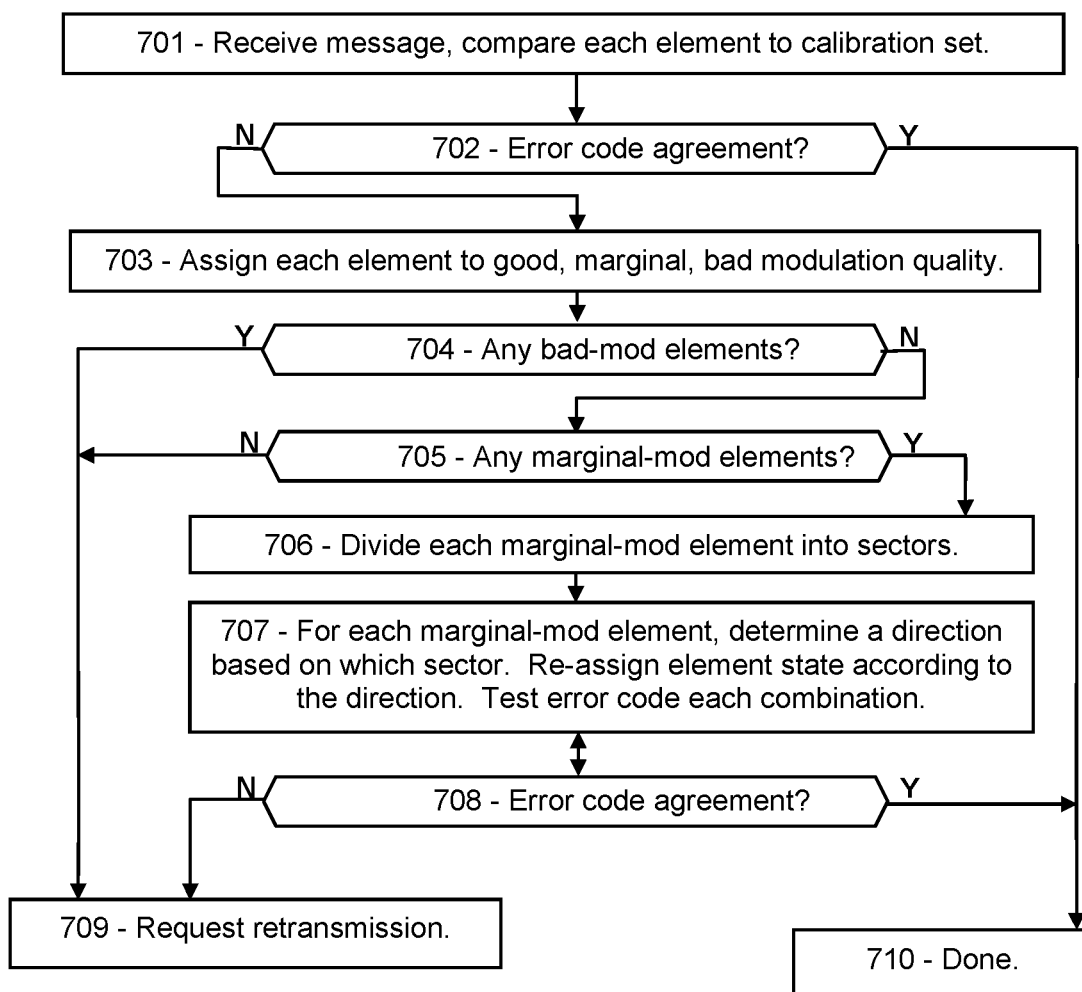 701 - Receive message, compare each element to calibration set.
N
Y
702 - Error code agreement?
703 - Assign each element to good, marginal, bad modulation quality.
Y
N
704 - Any bad-mod elements?
N
Y
705 - Any marginal-mod elements?
706 - Divide each marginal-mod element into sectors.
707 - For each marginal-mod element, determine a direction
based on which sector. Re-assign element state according to
the direction. Test error code each combination.
N
Y
708 - Error code agreement?
709 - Request retransmission.
710 - Done.